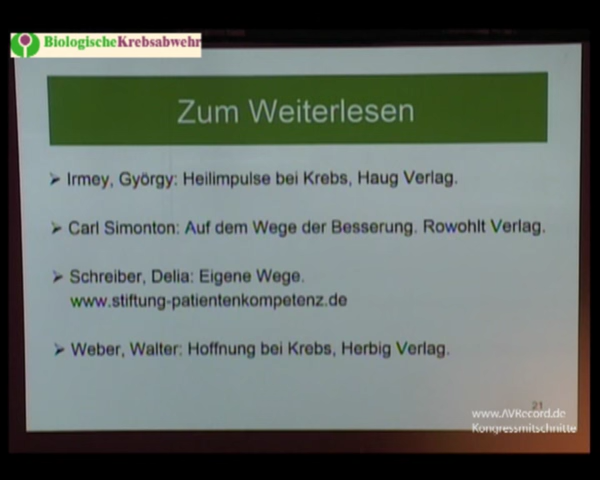 BiologischeKrebsabwehr
Zum Weiterlesen
➢ Irmey, György: Heilimpulse bei Krebs, Haug Verlag.
➢ Carl Simonton: Auf dem Wege der Besserung. Rowohlt Verlag.
➢ Schreiber, Delia: Eigene Wege.
www.stiftung-patientenkompetenz.de
➢ Weber, Walter: Hoffnung bei Krebs, Herbig Verlag.
21
www.AVRecord.de
Kongressmitschnitte